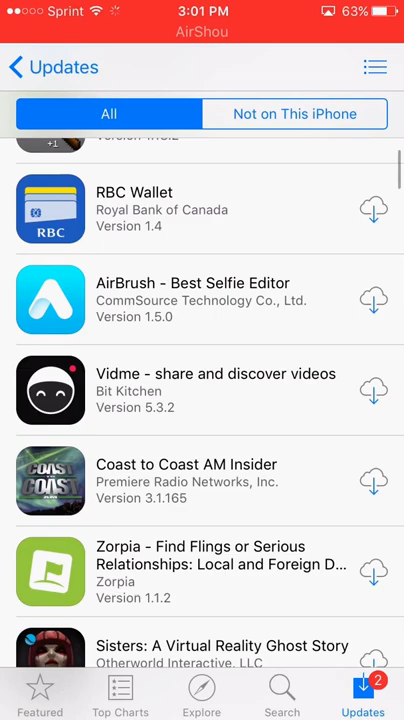 Sprint 3:01 PM 63%
AirShou
Updates
All
Not on This iPhone
+1
RBC Wallet
Royal Bank of Canada
Version 1.4
RBC
AirBrush - Best Selfie Editor
CommSource Technology Co., Ltd.
Version 1.5.0
Vidme - share and discover videos
Bit Kitchen
Version 5.3.2
Coast to Coast AM Insider
Premiere Radio Networks, Inc.
Version 3.1.165
COAST
TO
COAST
Zorpia - Find Flings or Serious
Relationships: Local and Foreign D...
Zorpia
Version 1.1.2
Sisters: A Virtual Reality Ghost Story
Otherworld Interactive, LLC
2
Featured
Top Charts
Explore
Search
Updates